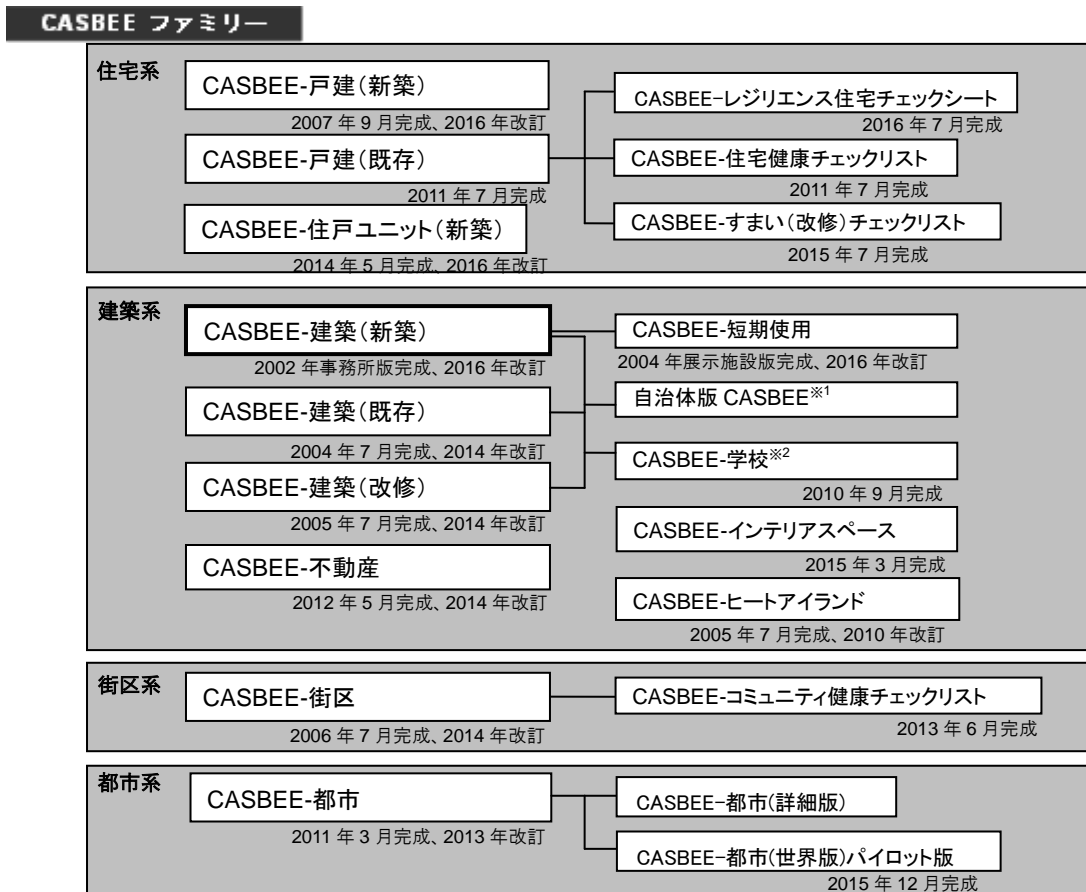 CASBEE ファミリー
住宅系
CASBEE-戸建(新築)
2007 年 9 月完成、2016 年改訂
CASBEE-戸建(既存)
2011 年 7 月完成
CASBEE-住戸ユニット(新築)
2014 年 5 月完成、2016 年改訂
CASBEE-レジリエンス住宅チェックシート
2016 年 7 月完成
CASBEE-住宅健康チェックリスト
2011 年 7 月完成
CASBEE-すまい(改修)チェックリスト
2015 年 7 月完成
建築系
CASBEE-建築(新築)
2002 年事務所版完成、2016 年改訂
CASBEE-建築(既存)
2004 年 7 月完成、2014 年改訂
CASBEE-建築(改修)
2005 年 7 月完成、2014 年改訂
CASBEE-不動産
2012 年 5 月完成、2014 年改訂
CASBEE-短期使用
2004 年展示施設版完成、2016 年改訂
自治体版 CASBEE※1
CASBEE-学校※2
2010 年 9 月完成
CASBEE-インテリアスペース
2015 年 3 月完成
CASBEE-ヒートアイランド
2005 年 7 月完成、2010 年改訂
街区系
CASBEE-街区
2006 年 7 月完成、2014 年改訂
CASBEE-コミュニティ健康チェックリスト
2013 年 6 月完成
都市系
CASBEE-都市
2011 年 3 月完成、2013 年改訂
CASBEE-都市(詳細版)
CASBEE-都市(世界版)パイロット版
2015 年 12 月完成